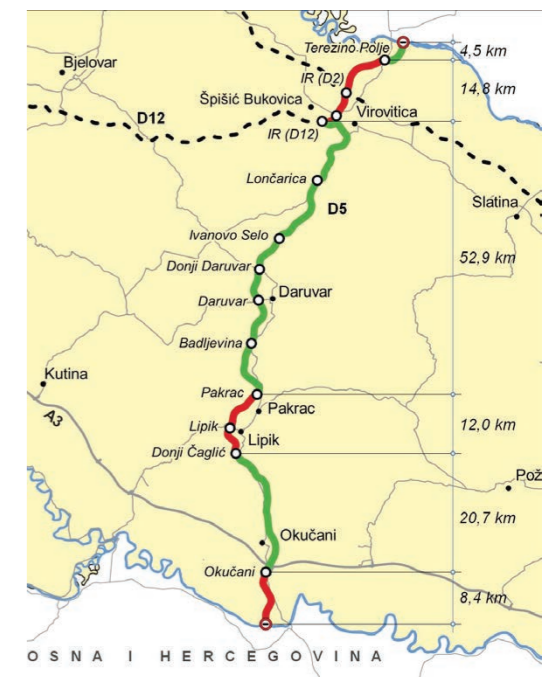 Terezino Polje
4,5 km
Bjelovar
IR (D2)
14,8 km
Špišić Bukovica
Virovitica
D12
IR (D12)
Lončarica
D5
Slatina
Ivanovo Selo
Donji Daruvar
52,9 km
Daruvar
Daruvar
Badljevina
Kutina
Pakrac
Pakrac
A3
Lipik
Lipik
12,0 km
Donji Čaglić
Pož
20,7 km
Okučani
Okučani
8,4 km
OSNA I HERCEGOVINA